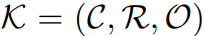 𝒦 = (𝒞, ℛ, 𝒪)